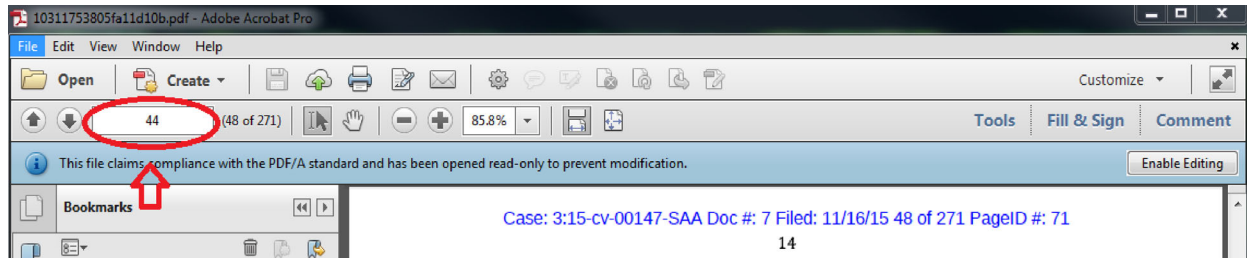 10311753805fa11d10b.pdf - Adobe Acrobat Pro
File Edit View Window Help
Open Create Customize
44 (48 of 271) 85.8% Tools Fill & Sign Comment
This file claims compliance with the PDF/A standard and has been opened read-only to prevent modification. Enable Editing
Bookmarks
Case: 3:15-cv-00147-SAA Doc #: 7 Filed: 11/16/15 48 of 271 PageID #: 71
14